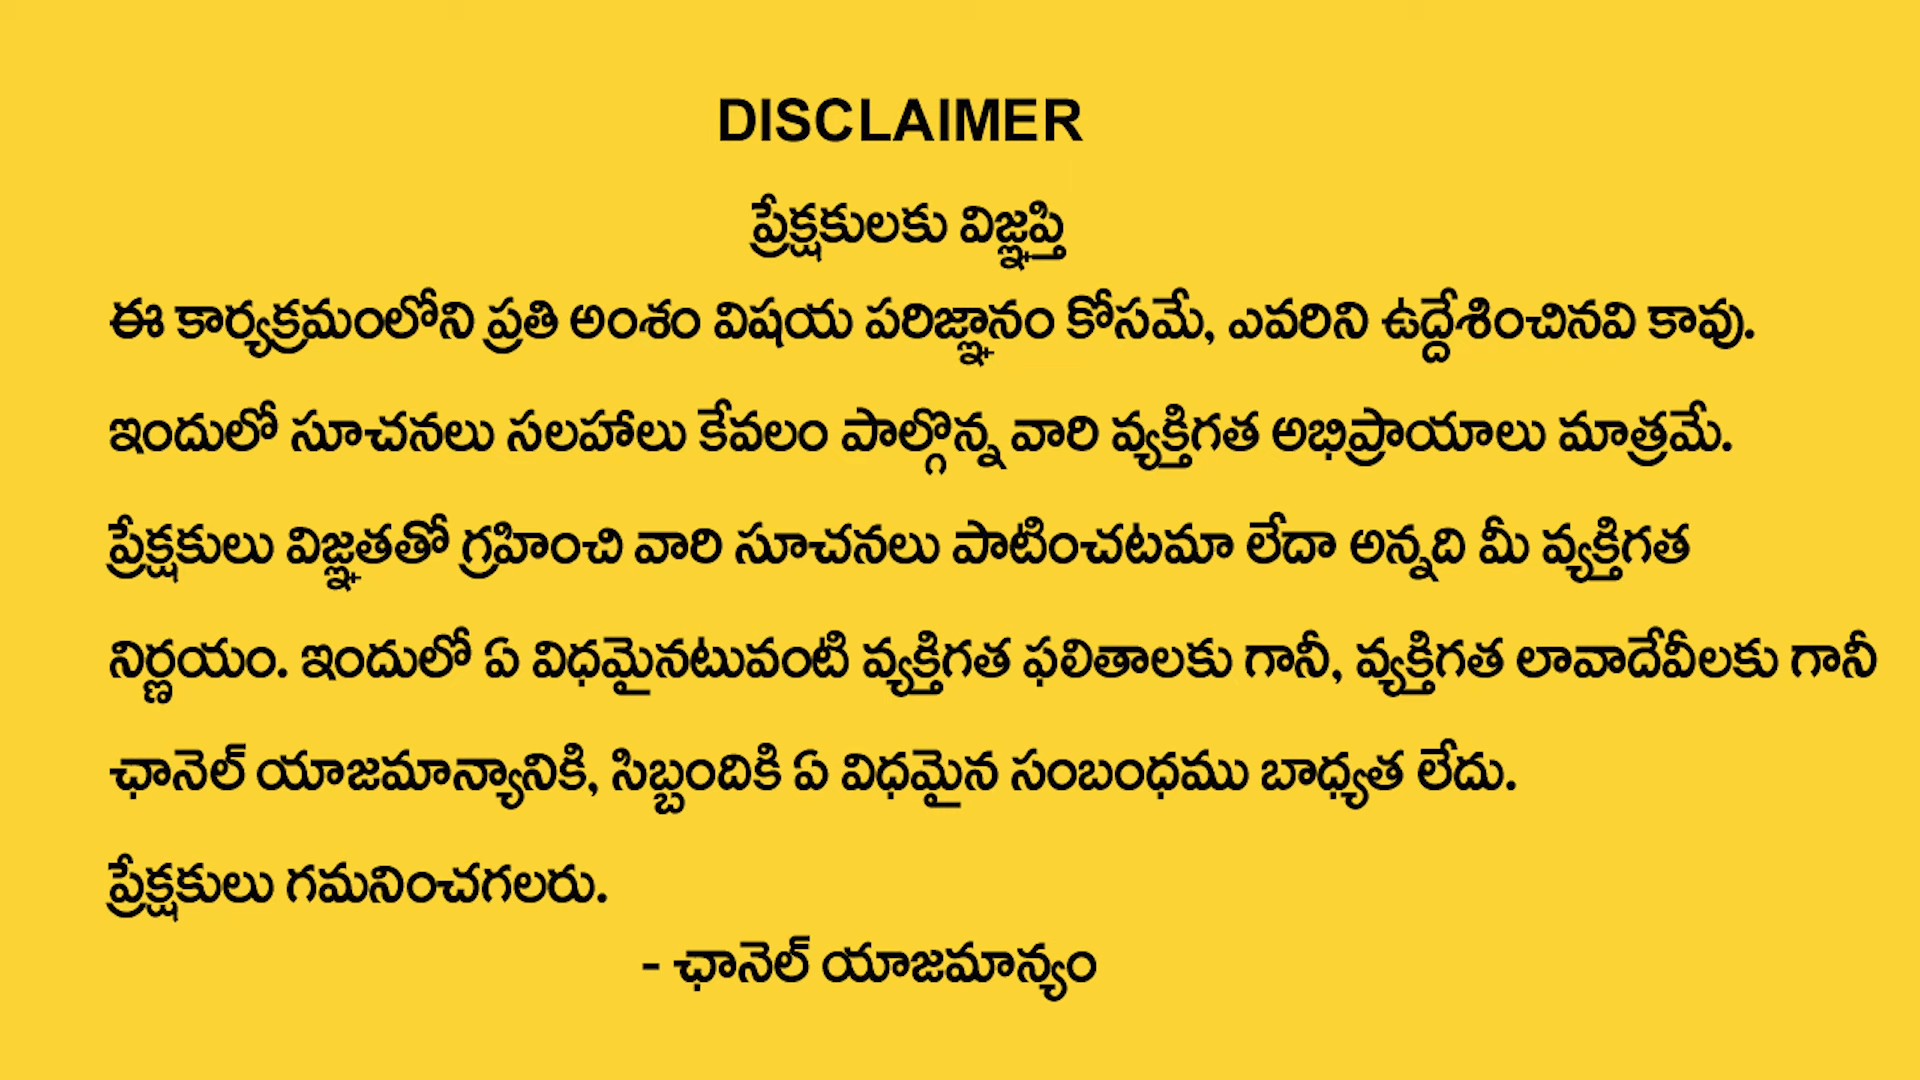 DISCLAIMER
ప్రేక్షకులకు విజ్ఞప్తి
ఈ కార్యక్రమంలోని ప్రతి అంశం విషయ పరిజ్ఞానం కోసమే, ఎవరిని ఉద్దేశించినవి కావు.
ఇందులో సూచనలు సలహాలు కేవలం పాల్గొన్న వారి వ్యక్తిగత అభిప్రాయాలు మాత్రమే.
ప్రేక్షకులు విజ్ఞతతో గ్రహించి వారి సూచనలు పాటించటమా లేదా అన్నది మీ వ్యక్తిగత
నిర్ణయం. ఇందులో ఏ విధమైనటువంటి వ్యక్తిగత ఫలితాలకు గానీ, వ్యక్తిగత లావాదేవీలకు గానీ
ఛానెల్ యాజమాన్యానికి, సిబ్బందికి ఏ విధమైన సంబంధము బాధ్యత లేదు.
ప్రేక్షకులు గమనించగలరు.
- ఛానెల్ యాజమాన్యం